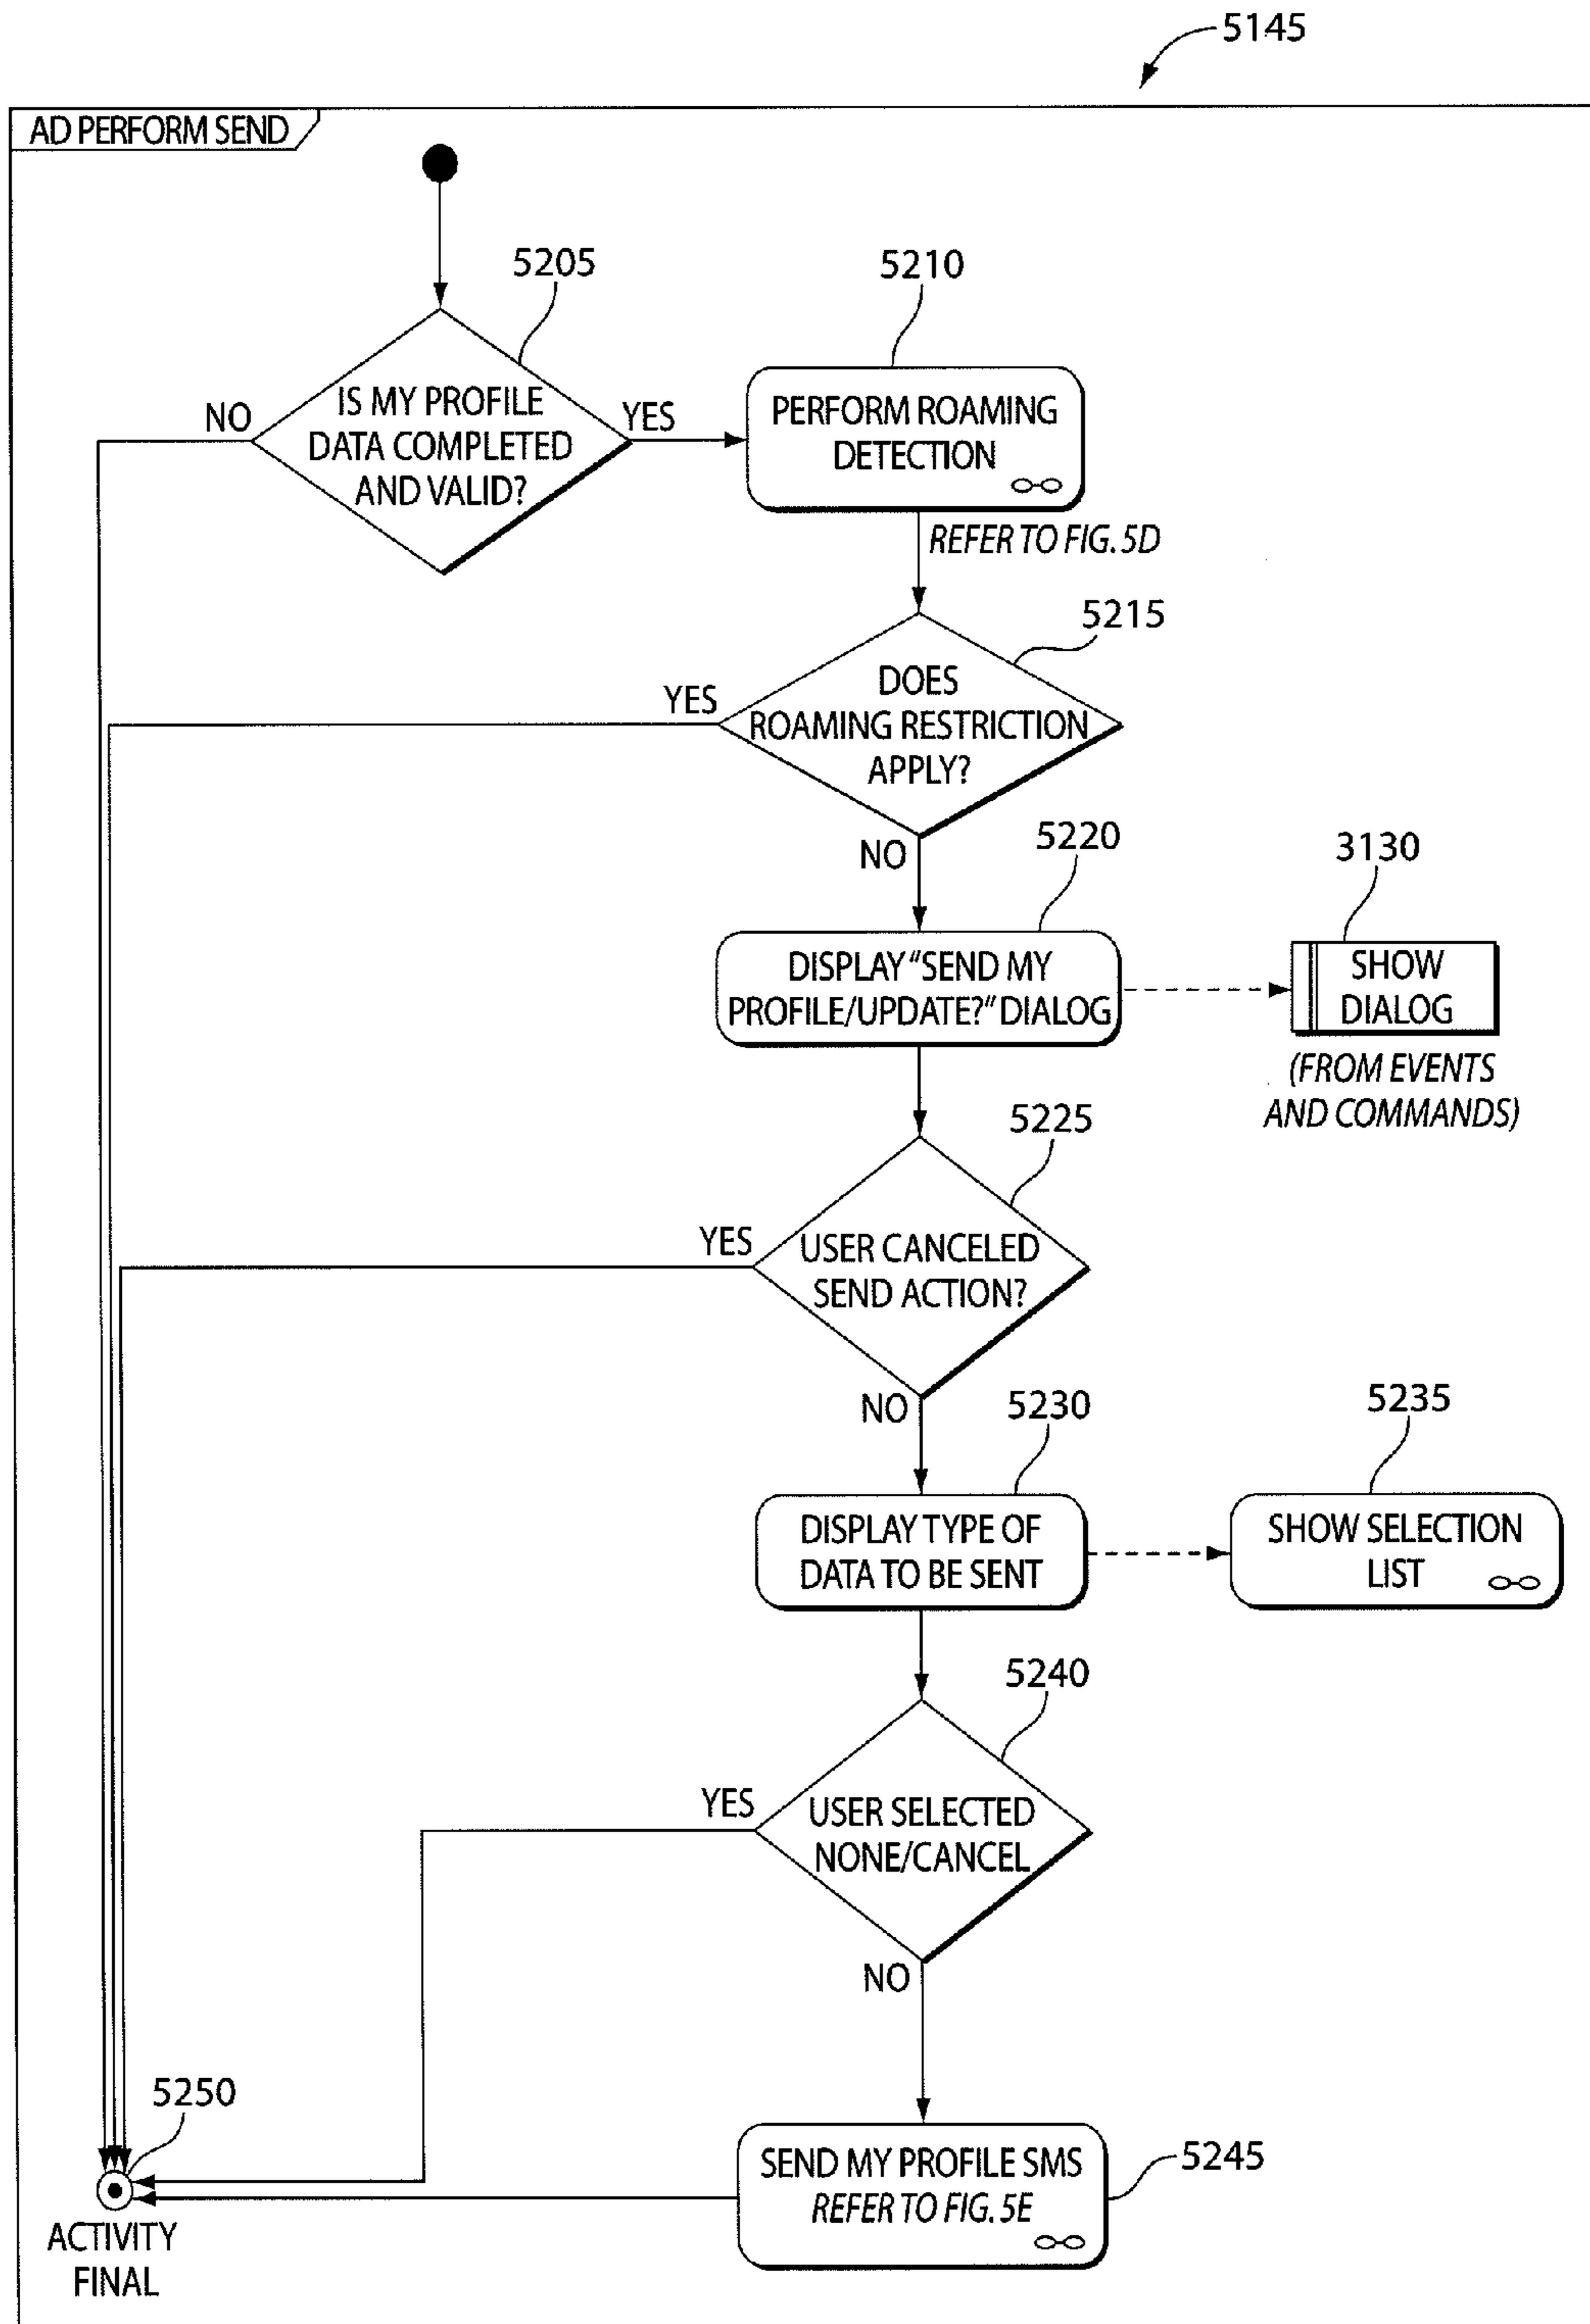 5145
AD PERFORM SEND
5205
5210
IS MY PROFILE
DATA COMPLETED
AND VALID?
NO
YES
PERFORM ROAMING
DETECTION
REFER TO FIG. 5D
5215
DOES
ROAMING RESTRICTION
APPLY?
YES
NO
5220
3130
DISPLAY "SEND MY
PROFILE/UPDATE?" DIALOG
SHOW
DIALOG
(FROM EVENTS
AND COMMANDS)
5225
YES
USER CANCELED
SEND ACTION?
NO
5230
5235
DISPLAY TYPE OF
DATA TO BE SENT
SHOW SELECTION
LIST
5240
YES
USER SELECTED
NONE/CANCEL
NO
5250
SEND MY PROFILE SMS
REFER TO FIG. 5E
5245
ACTIVITY
FINAL